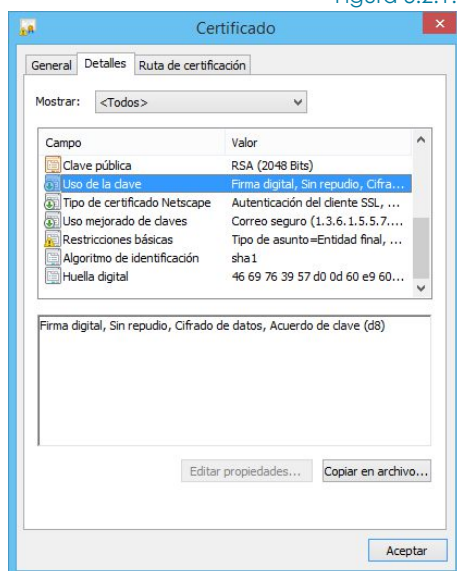 Figura 3.2.1.
Certificado
General Detalles Ruta de certificación
Mostrar: <Todos>
Campo Valor
Clave pública RSA (2048 Bits)
Uso de la clave Firma digital, Sin repudio, Cifra...
Tipo de certificado Netscape Autenticación del cliente SSL, ...
Uso mejorado de claves Correo seguro (1.3.6.1.5.5.7....
Restricciones básicas Tipo de asunto=Entidad final, ...
Algoritmo de identificación sha1
Huella digital 46 69 76 39 57 d0 0d 60 e9 60...
Firma digital, Sin repudio, Cifrado de datos, Acuerdo de clave (d8)
Editar propiedades... Copiar en archivo...
Aceptar